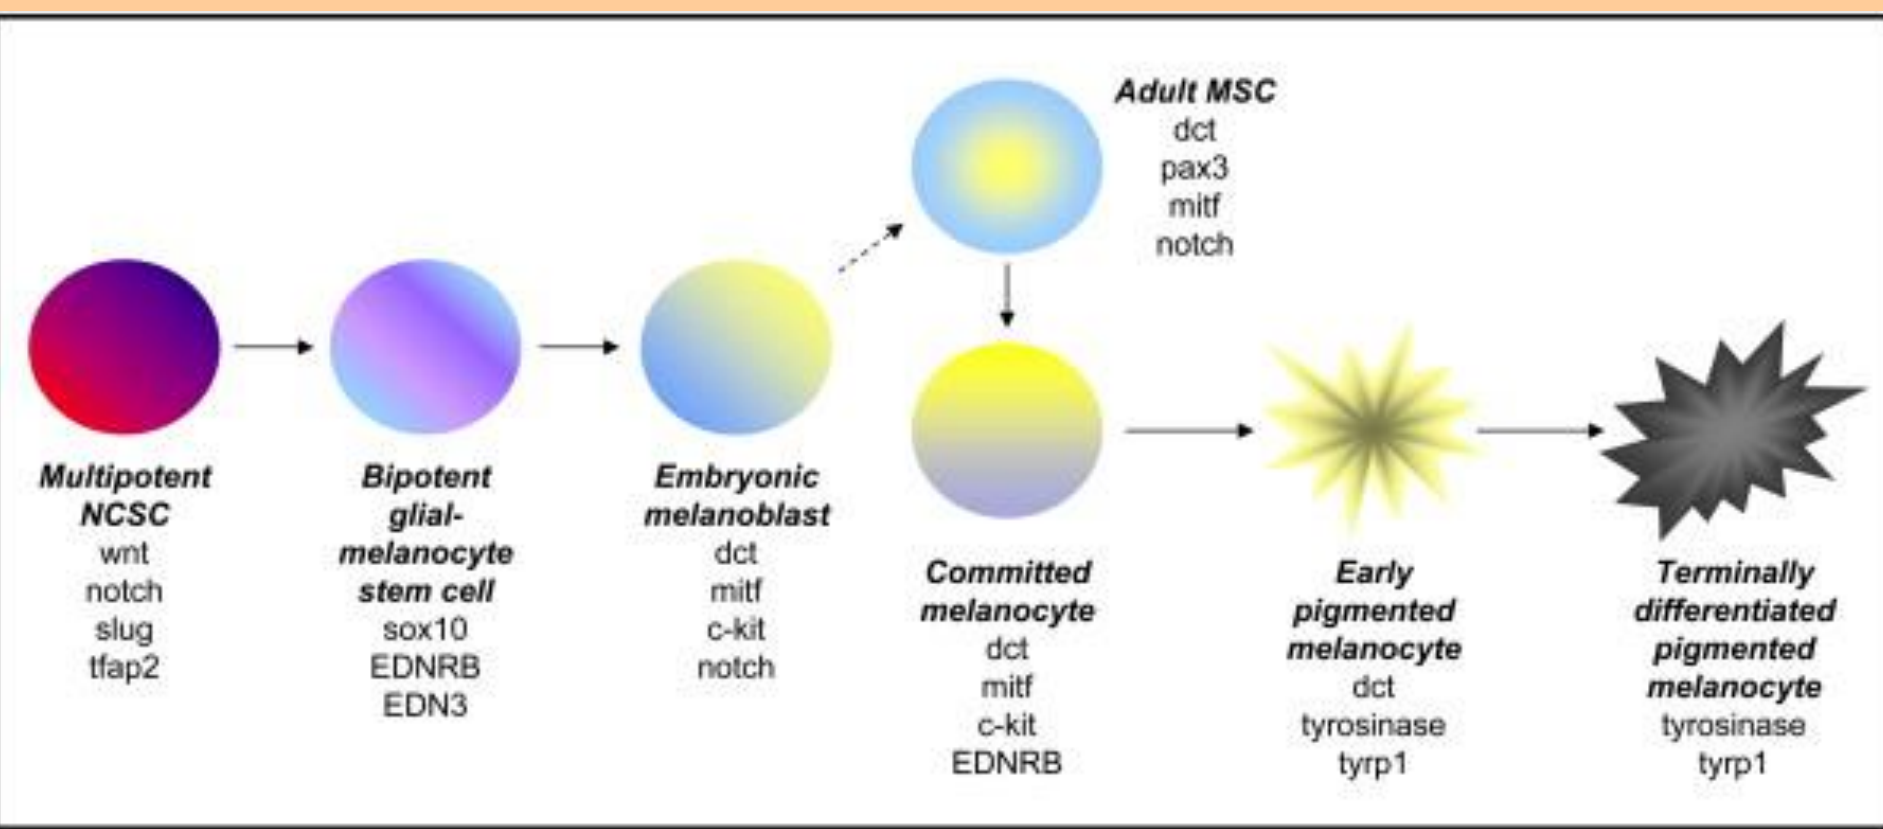 Adult MSC
dct
pax3
mitf
notch
Multipotent
NCSC
wnt
notch
slug
tfap2
Bipotent
glial-
melanocyte
stem cell
sox10
EDNRB
EDN3
Embryonic
melanoblast
dct
mitf
c-kit
notch
Committed
melanocyte
dct
mitf
c-kit
EDNRB
Early
pigmented
melanocyte
dct
tyrosinase
tyrp1
Terminally
differentiated
pigmented
melanocyte
tyrosinase
tyrp1